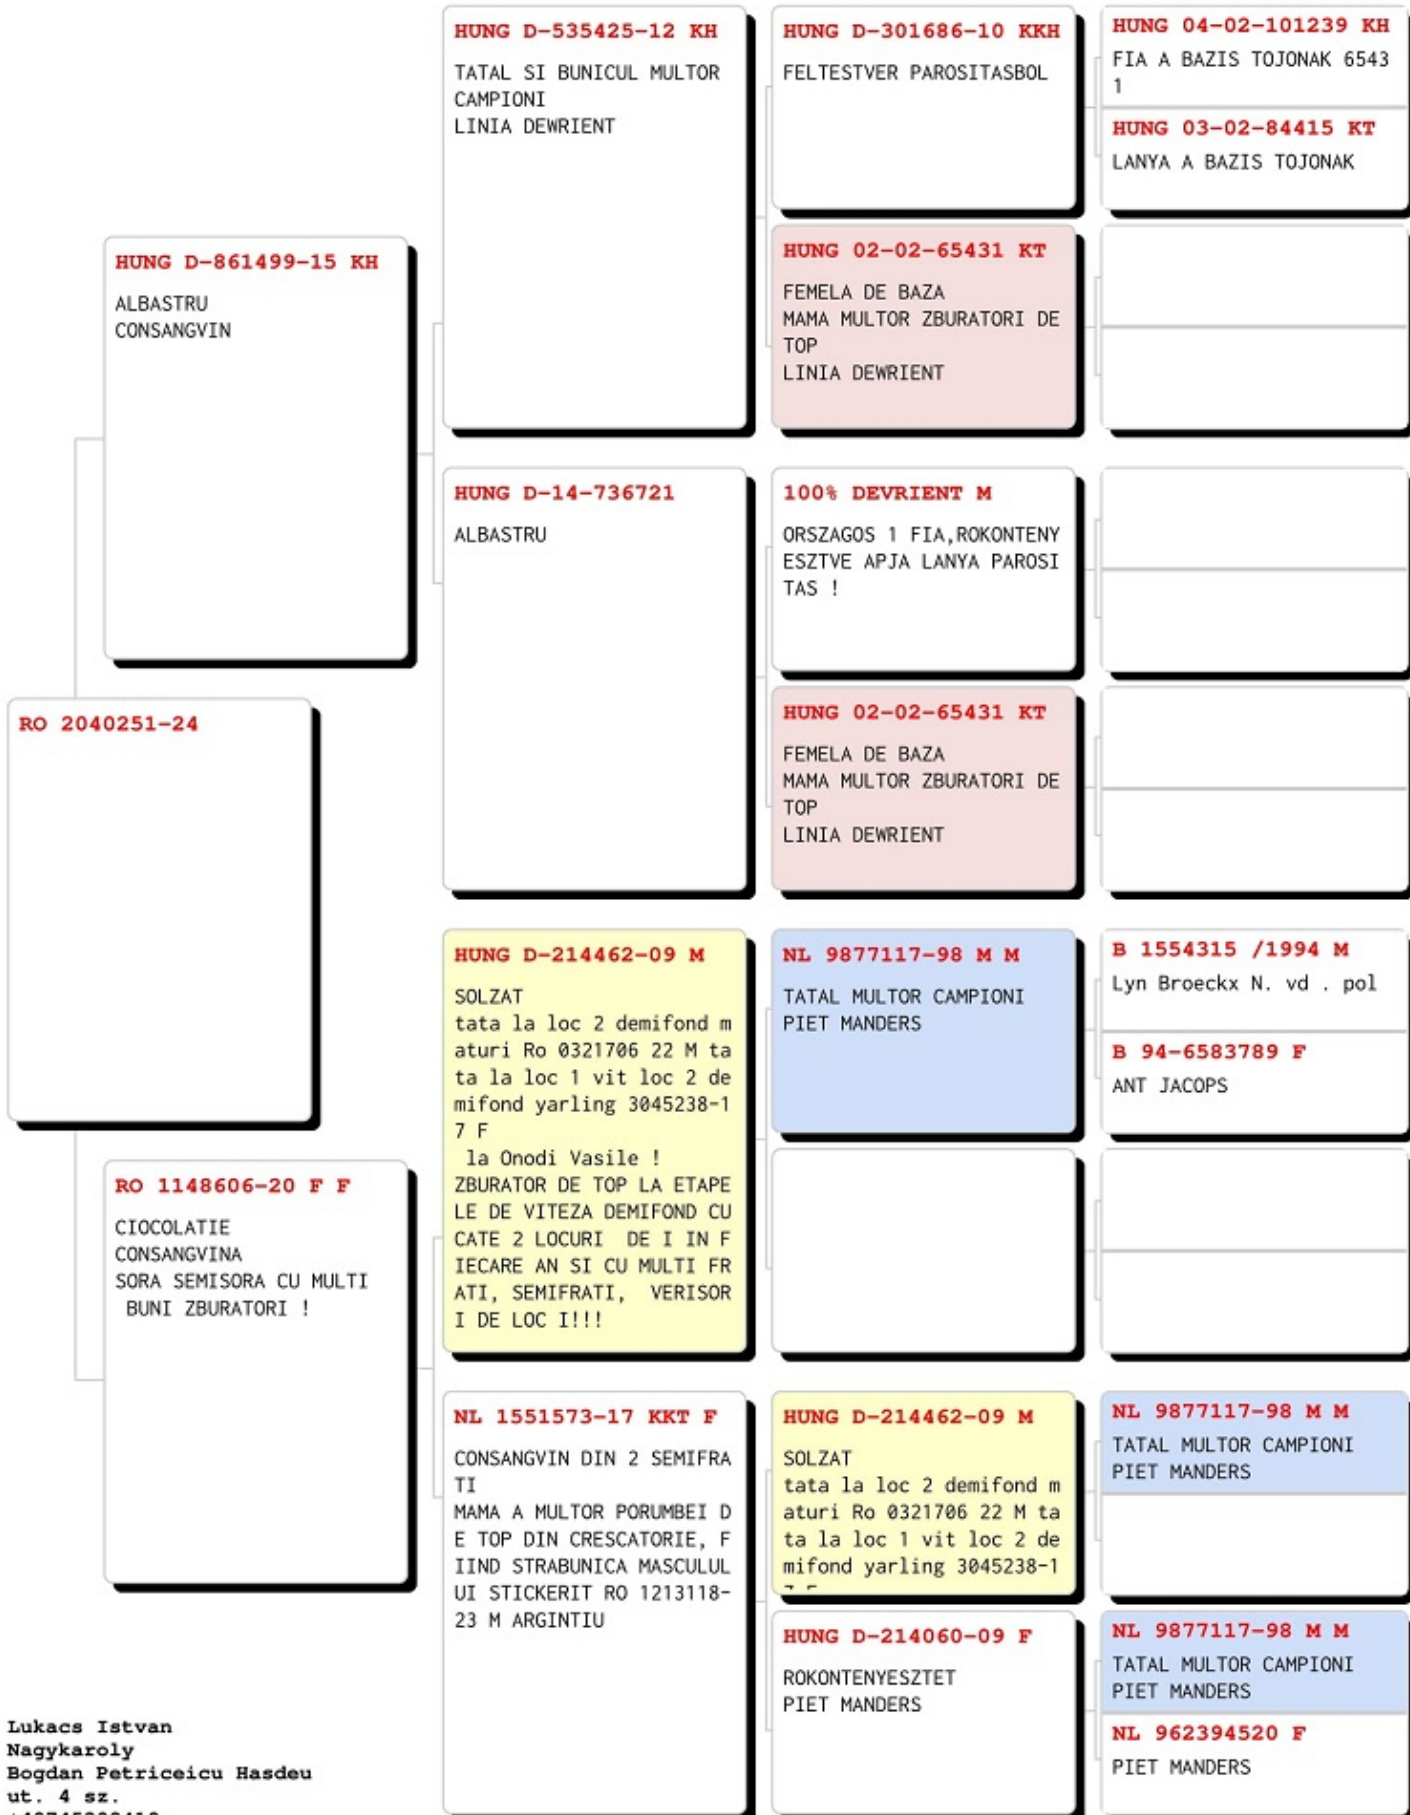 HUNG D-535425-12 KH
TATAL SI BUNICUL MULTOR
CAMPIONI
LINIA DEWRIENT
HUNG D-301686-10 KKH
FELTESTVER PAROSITASBOL
HUNG 04-02-101239 KH
FIA A BAZIS TOJONAK 6543
1
HUNG 03-02-84415 KT
LANYA A BAZIS TOJONAK
HUNG D-861499-15 KH
ALBASTRU
CONSANGVIN
HUNG 02-02-65431 KT
FEMELA DE BAZA
MAMA MULTOR ZBURATORI DE
TOP
LINIA DEWRIENT
HUNG D-14-736721
ALBASTRU
100% DEVRIENT M
ORSZAGOS 1 FIA,ROKONTENY
ESZTVE APJA LANYA PAROSI
TAS !
RO 2040251-24
HUNG 02-02-65431 KT
FEMELA DE BAZA
MAMA MULTOR ZBURATORI DE
TOP
LINIA DEWRIENT
HUNG D-214462-09 M
SOLZAT
tata la loc 2 demifond m
aturi Ro 0321706 22 M ta
ta la loc 1 vit loc 2 de
mifond yarling 3045238-1
7 F
la Onodi Vasile !
ZBURATOR DE TOP LA ETAPE
LE DE VITEZA DEMIFOND CU
CATE 2 LOCURI  DE I IN F
IECARE AN SI CU MULTI FR
ATI, SEMIFRATI,  VERISOR
I DE LOC I!!!
NL 9877117-98 M M
TATAL MULTOR CAMPIONI
PIET MANDERS
B 1554315 /1994 M
Lyn Broeckx N. vd . pol
B 94-6583789 F
ANT JACOPS
RO 1148606-20 F F
CIOCOLATIE
CONSANGVINA
SORA SEMISORA CU MULTI
BUNI ZBURATORI !
NL 1551573-17 KKT F
CONSANGVIN DIN 2 SEMIFRA
TI
MAMA A MULTOR PORUMBEI D
E TOP DIN CRESCATORIE, F
IIND STRABUNICA MASCULUL
UI STICKERIT RO 1213118-
23 M ARGINTIU
HUNG D-214462-09 M
SOLZAT
tata la loc 2 demifond m
aturi Ro 0321706 22 M ta
ta la loc 1 vit loc 2 de
mifond yarling 3045238-1
NL 9877117-98 M M
TATAL MULTOR CAMPIONI
PIET MANDERS
HUNG D-214060-09 F
ROKONTENYESZTET
PIET MANDERS
NL 9877117-98 M M
TATAL MULTOR CAMPIONI
PIET MANDERS
NL 962394520 F
PIET MANDERS
Lukacs Istvan
Nagykaroly
Bogdan Petriceicu Hasdeu
ut. 4 sz.